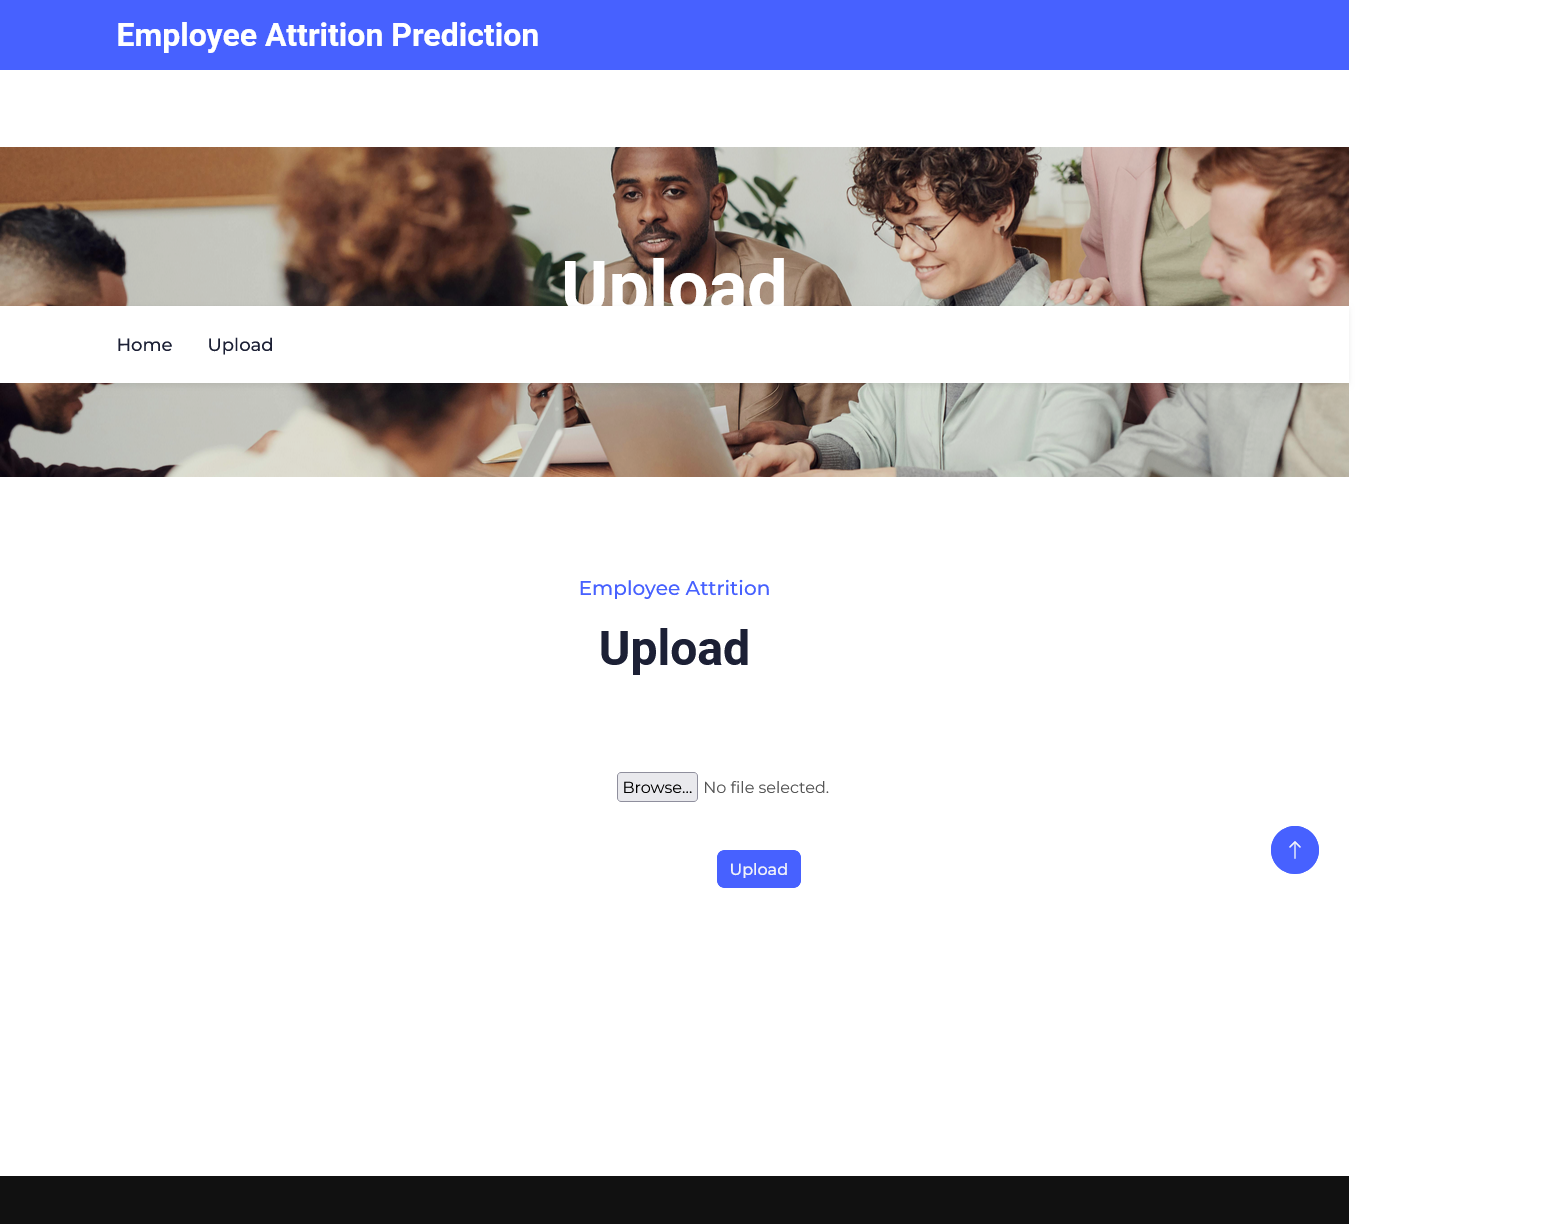 Employee Attrition Prediction
Upload
Home Upload
Employee Attrition
Upload
Browse... No file selected.
Upload